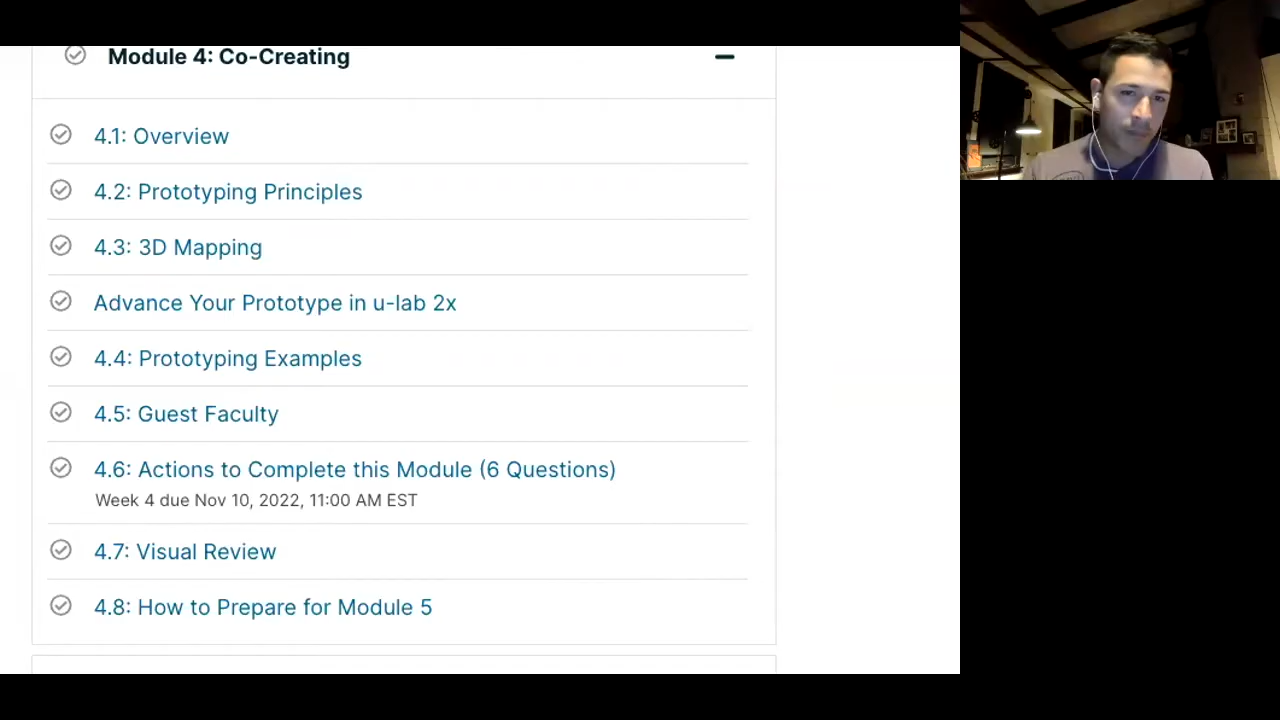 Module 4: Co-Creating
4.1: Overview
4.2: Prototyping Principles
4.3: 3D Mapping
Advance Your Prototype in u-lab 2x
4.4: Prototyping Examples
4.5: Guest Faculty
4.6: Actions to Complete this Module (6 Questions)
Week 4 due Nov 10, 2022, 11:00 AM EST
4.7: Visual Review
4.8: How to Prepare for Module 5